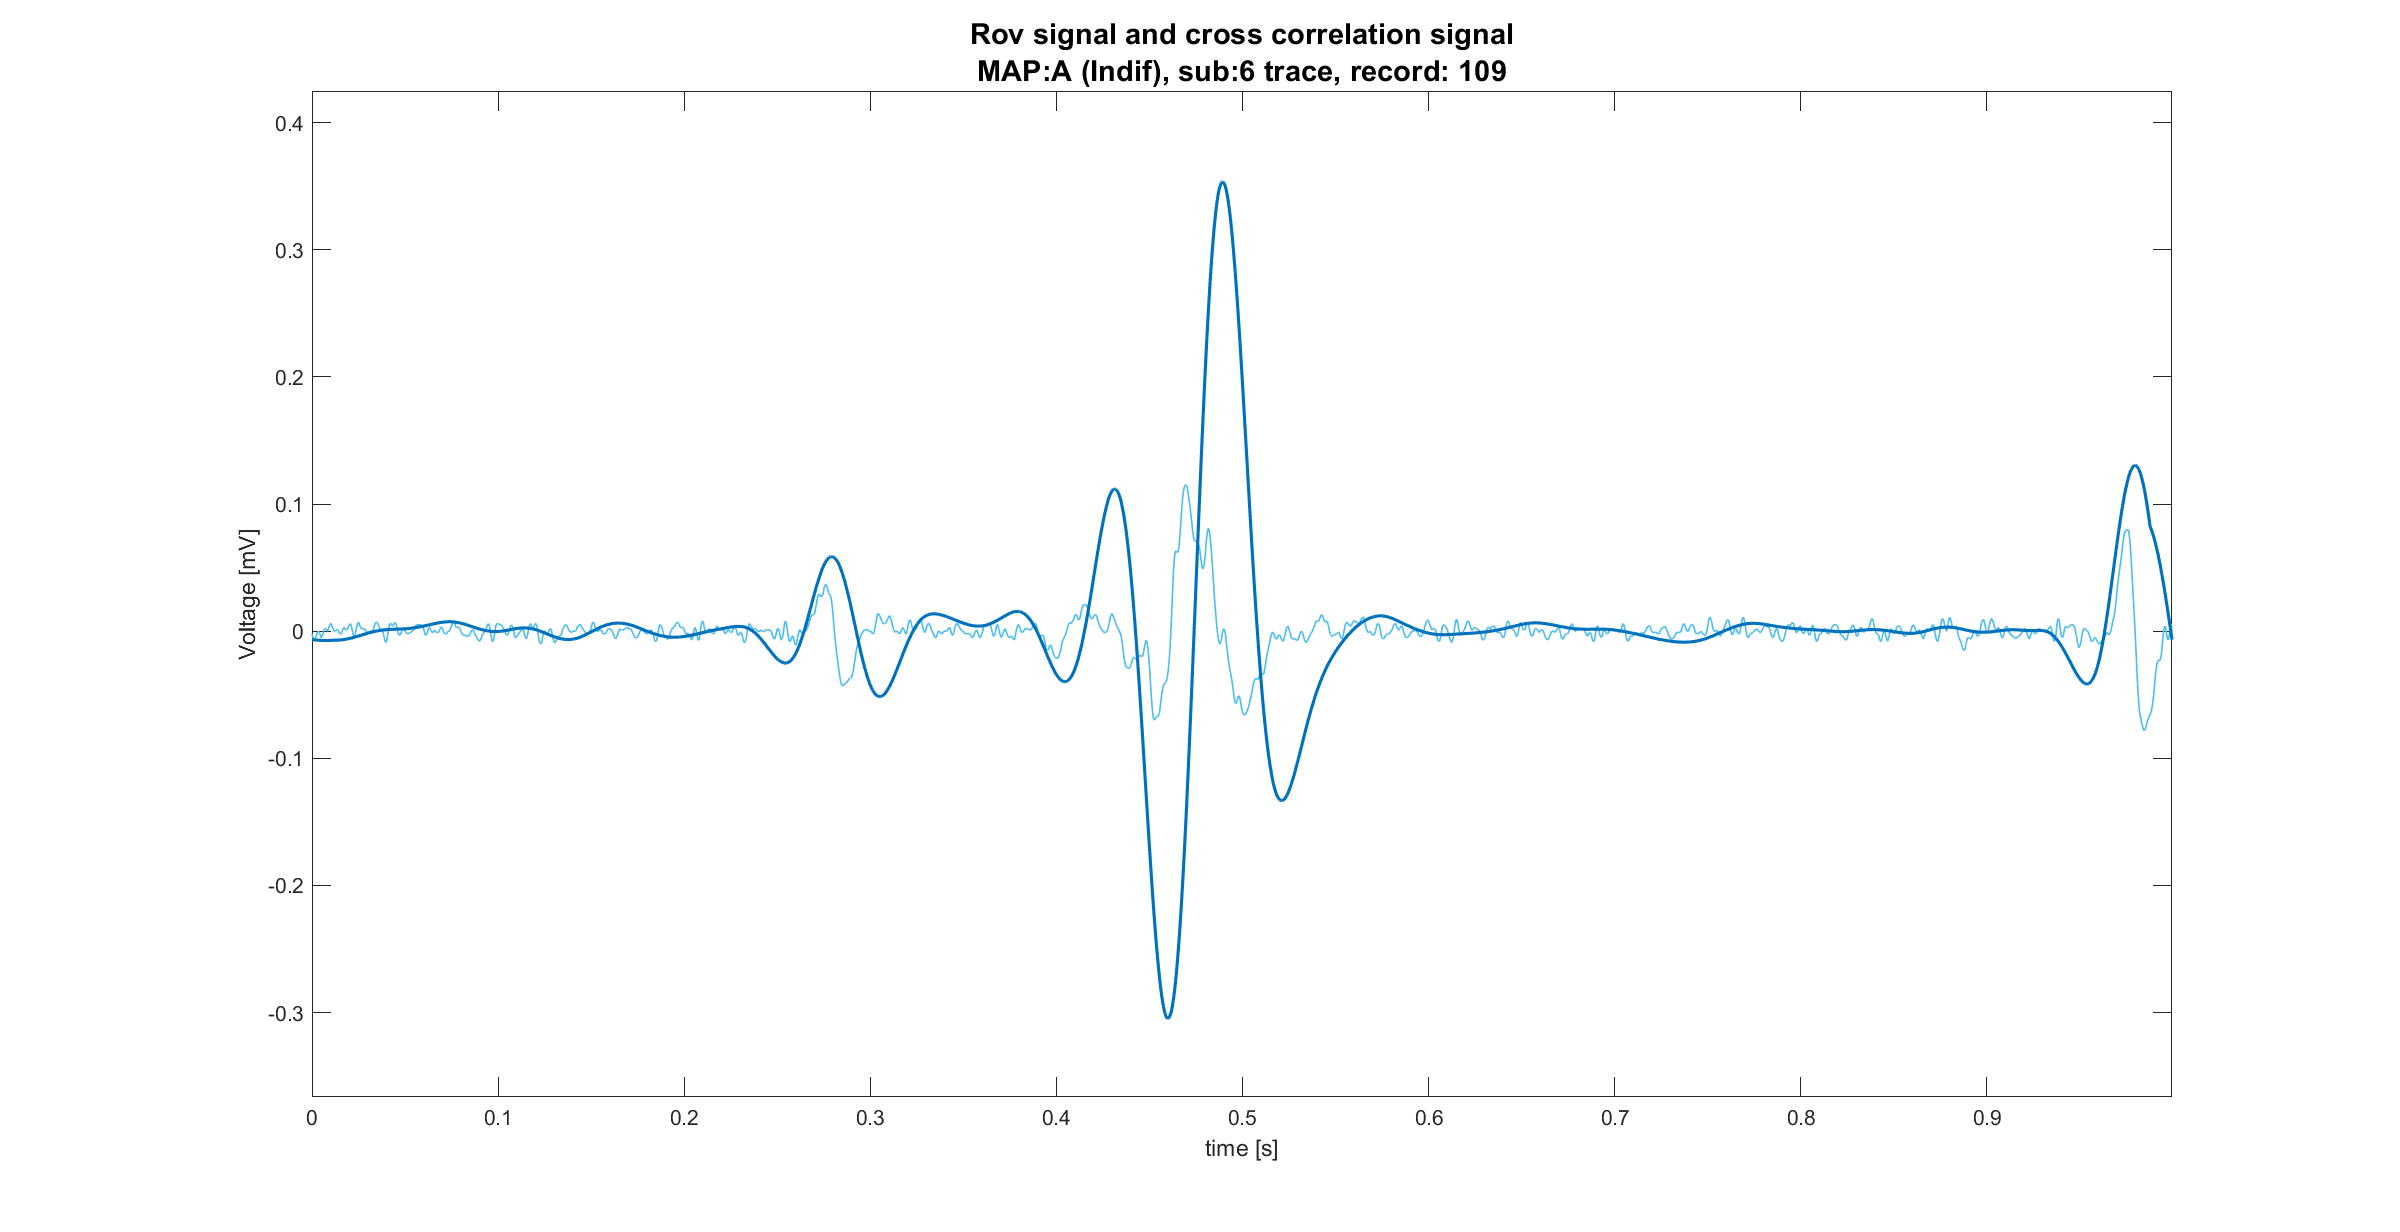 Rov signal and cross correlation signal
MAP:A (Indif), sub:6 trace, record: 109
0.4
0.3
0.2
0.1
0
-0.1
-0.2
-0.3
Voltage [mV]
0 0.1 0.2 0.3 0.4 0.5 0.6 0.7 0.8 0.9
time [s]